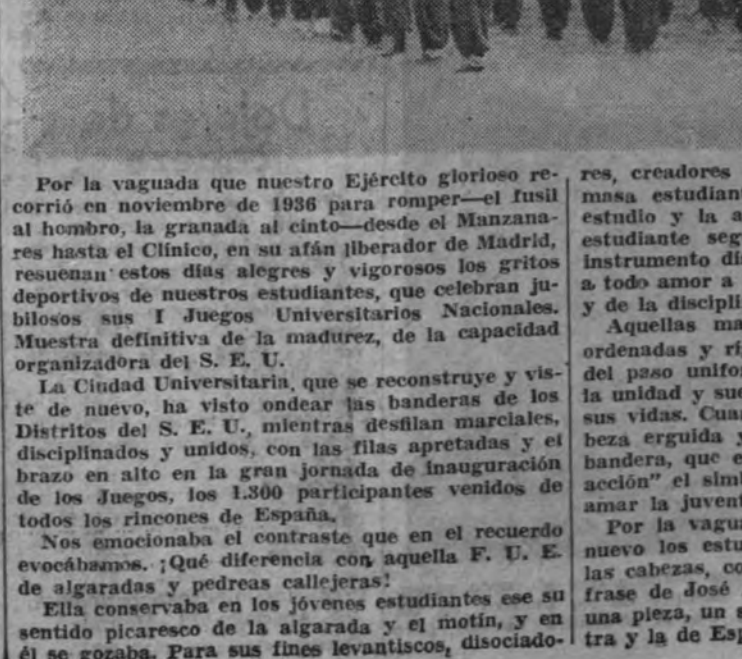 Por la vaguada que nuestro Ejército glorioso re-
corrió en noviembre de 1936 para romper—el fusil
al hombro, la granada al cinto—desde el Manzana-
res hasta el Clínico, en su afán liberador de Madrid,
resuenan estos días alegres y vigorosos los gritos
deportivos de nuestros estudiantes, que celebran ju-
bilosos sus I Juegos Universitarios Nacionales.
Muestra definitiva de la madurez, de la capacidad
organizadora del S. E. U.
La Ciudad Universitaria, que se reconstruye y vis-
te de nuevo, ha visto ondear las banderas de los
Distritos del S. E. U., mientras desfilan marciales,
disciplinados y unidos, con las filas apretadas y el
brazo en alto en la gran jornada de inauguración
de los Juegos, los 1.300 participantes venidos de
todos los rincones de España.
Nos emocionaba el contraste que en el recuerdo
evocábamos. ¡Qué diferencia con aquella F. U. E.
de algaradas y pedreas callejeras!
Ella conservaba en los jóvenes estudiantes ese su
sentido picaresco de la algarada y el motín, y en
él se gozaba. Para sus fines levantiscos, disociado-
res, creadores
masa estudian
estudio y la a
estudiante seg
instrumento di
a todo amor a
y de la discipli
Aquellas ma
ordenadas y rí
del paso unifo
la unidad y sue
sus vidas. Cua
beza erguida y
bandera, que e
acción" el sim
amar la juvent
Por la vagu
nuevo los estu
las cabezas, co
frase de José
una pieza, un s
tra y la de Esp